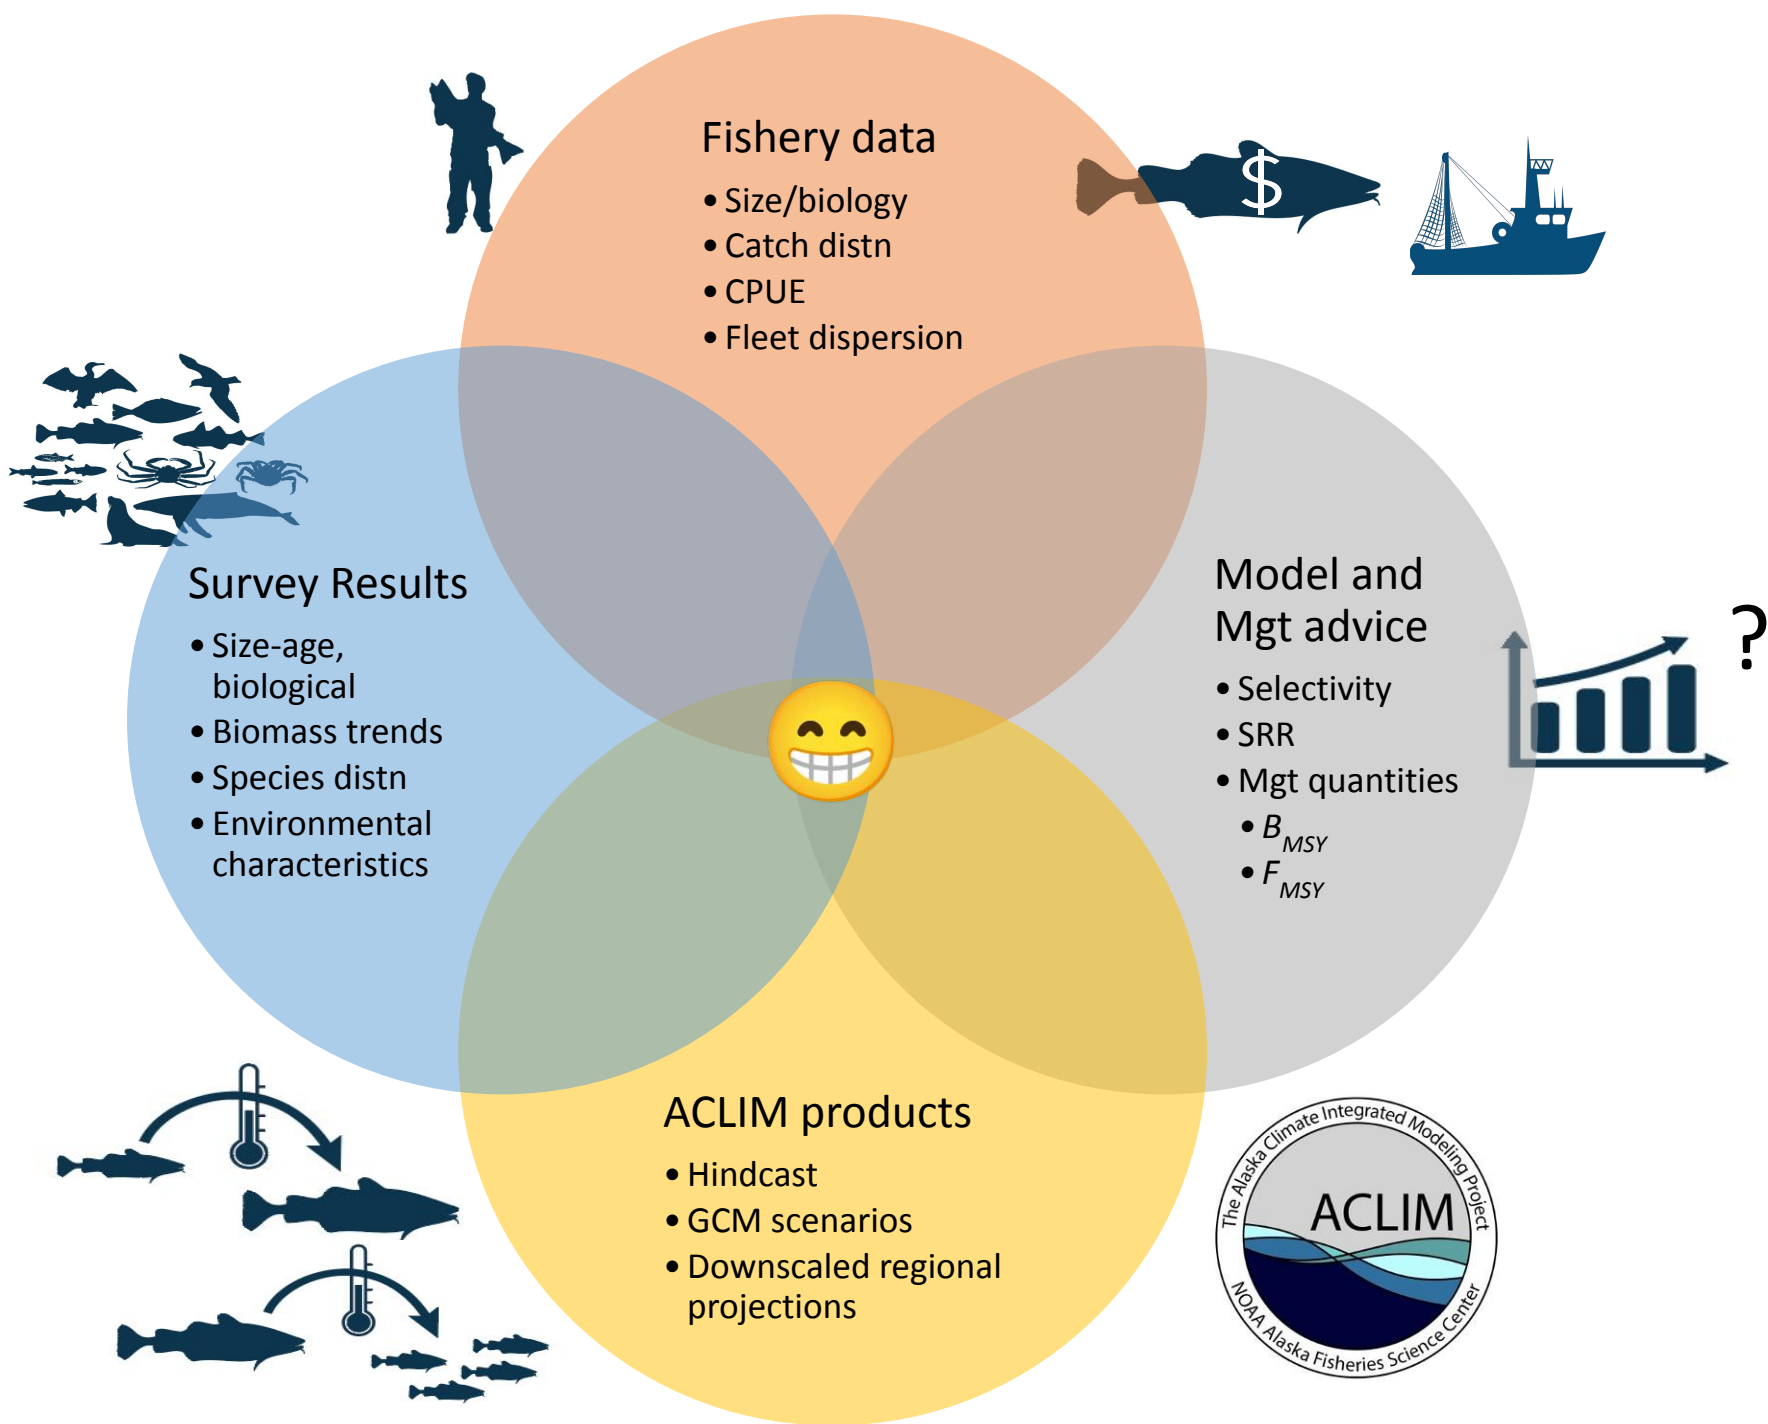 Fishery data
• Size/biology
• Catch distn
• CPUE
• Fleet dispersion
$
Survey Results
• Size-age,
biological
• Biomass trends
• Species distn
• Environmental
characteristics
Model and
Mgt advice
• Selectivity
• SRR
• Mgt quantities
• BMSY
• FMSY
?
ACLIM products
• Hindcast
• GCM scenarios
• Downscaled regional
projections
The Alaska Climate Integrated Modeling Project
ACLIM
NOAA Alaska Fisheries Science Center